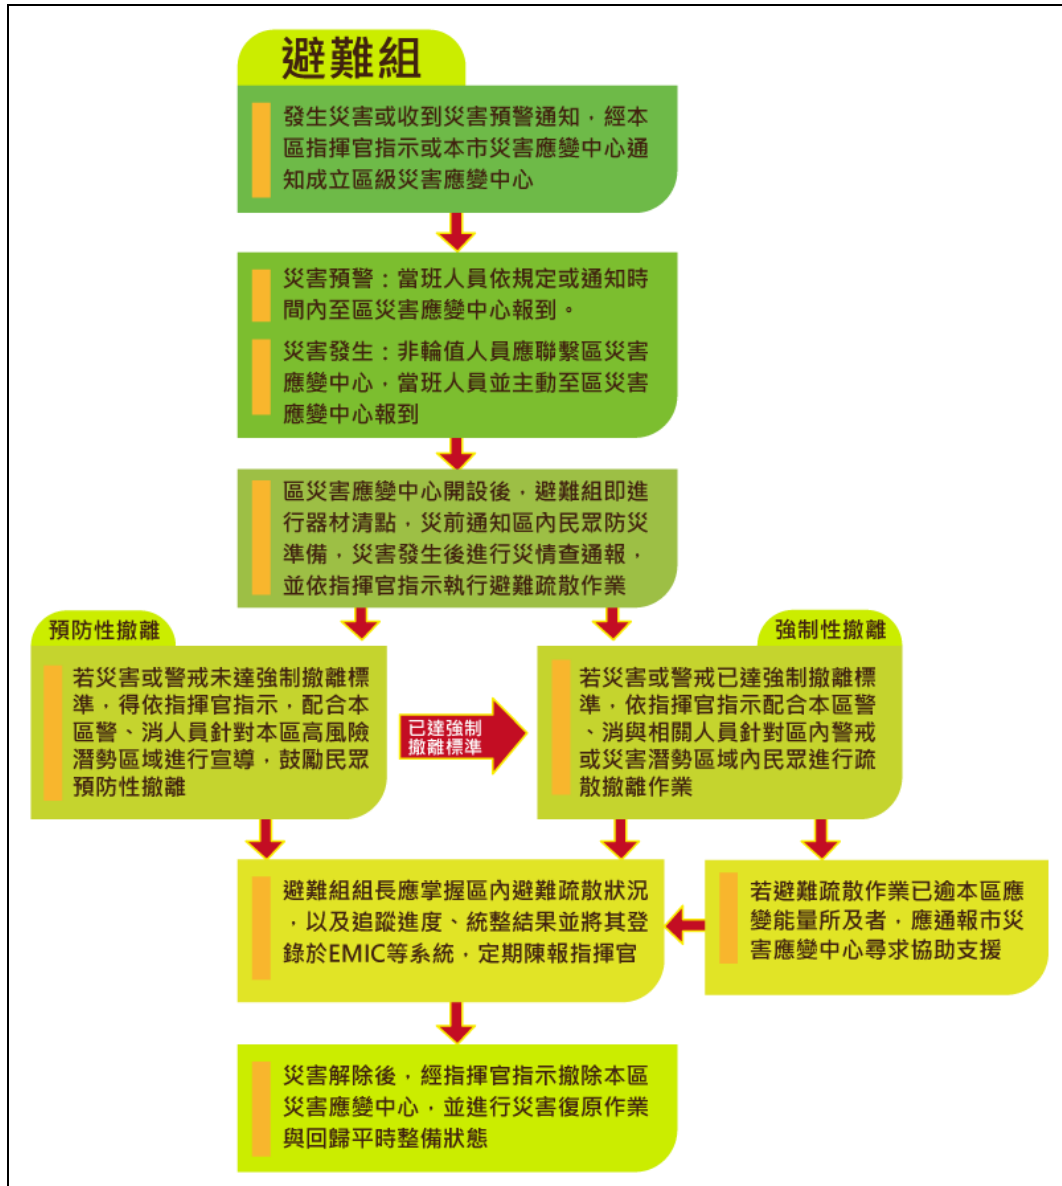 避難組
發生災害或收到災害預警通知，經本
區指揮官指示或本市災害應變中心通
知成立區級災害應變中心
災害預警：當班人員依規定或通知時
間內至區災害應變中心報到。
災害發生：非輪值人員應聯繫區災害
應變中心，當班人員並主動至區災害
應變中心報到
區災害應變中心開設後，避難組即進
行器材清點，災前通知區內民眾防災
準備，災害發生後進行災情查通報，
並依指揮官指示執行避難疏散作業
預防性撤離
若災害或警戒未達強制撤離標
準，得依指揮官指示，配合本
區警、消人員針對本區高風險
潛勢區域進行宣導，鼓勵民眾
預防性撤離
已達強制
撤離標準
強制性撤離
若災害或警戒已達強制撤離標
準，依指揮官指示配合本區警
、消與相關人員針對區內警戒
或災害潛勢區域內民眾進行疏
散撤離作業
避難組組長應掌握區內避難疏散狀況
，以及追蹤進度、統整結果並將其登
錄於EMIC等系統，定期陳報指揮官
若避難疏散作業已逾本區應
變能量所及者，應通報市災
害應變中心尋求協助支援
災害解除後，經指揮官指示撤除本區
災害應變中心，並進行災害復原作業
與回歸平時整備狀態